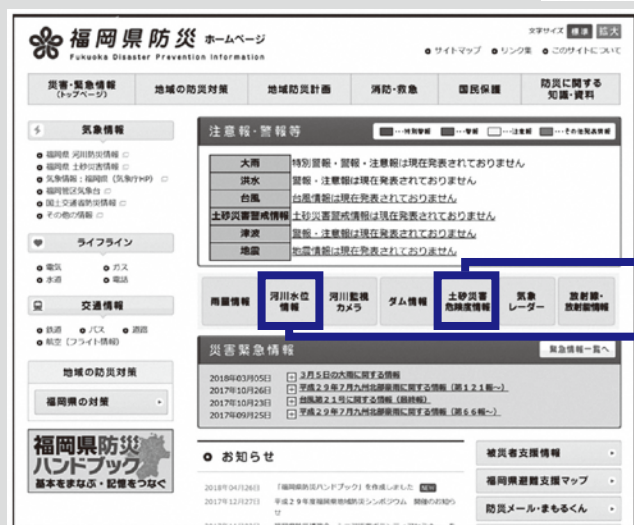 文字サイズ 標準 拡大
福岡県防災 ホームページ
Fukuoka Disaster Prevention Information
サイトマップ リンク集 このサイトについて
災害・緊急情報
(トップページ)
地域の防災対策
地域防災計画
消防・救急
国民保護
防災に関する
知識・資料
気象情報
福岡県 河川防災情報
福岡県 土砂災害情報
気象情報:福岡県(気象庁HP)
福岡管区気象台
国土交通省防災情報
その他の情報
ライフライン
電気 ガス
水道 電話
交通情報
鉄道 バス 道路
航空(フライト情報)
地域の防災対策
福岡県の対策
福岡県防災
ハンドブック
基本をまなぶ・記憶をつなぐ
注意報・警報等
…特別警報 …警報 …注意報 …その他発表情報
大雨 特別警報・警報・注意報は現在発表されておりません
洪水 警報・注意報は現在発表されておりません
台風 台風情報は現在発表されておりません
土砂災害警戒情報 土砂災害警戒情報は現在発表されておりません
津波 警報・注意報は現在発表されておりません
地震 地震情報は現在発表されておりません
雨量情報
河川水位
情報
河川監視
カメラ
ダム情報
土砂災害
危険度情報
気象
レーダー
放射線・
放射能情報
災害緊急情報
緊急情報一覧へ
2018年03月05日 3月5日の大雨に関する情報
2017年10月26日 平成29年7月九州北部豪雨に関する情報(第121報~)
2017年10月23日 台風第21号に関する情報(最終報)
2017年09月25日 平成29年7月九州北部豪雨に関する情報(第66報~)
お知らせ
2018年04月26日 「福岡県防災ハンドブック」を作成しました NEW
2017年12月27日 平成29年度福岡県地域防災シンポジウム 開催のお知ら
せ
被災者支援情報
福岡県避難支援マップ
防災メール・まもるくん